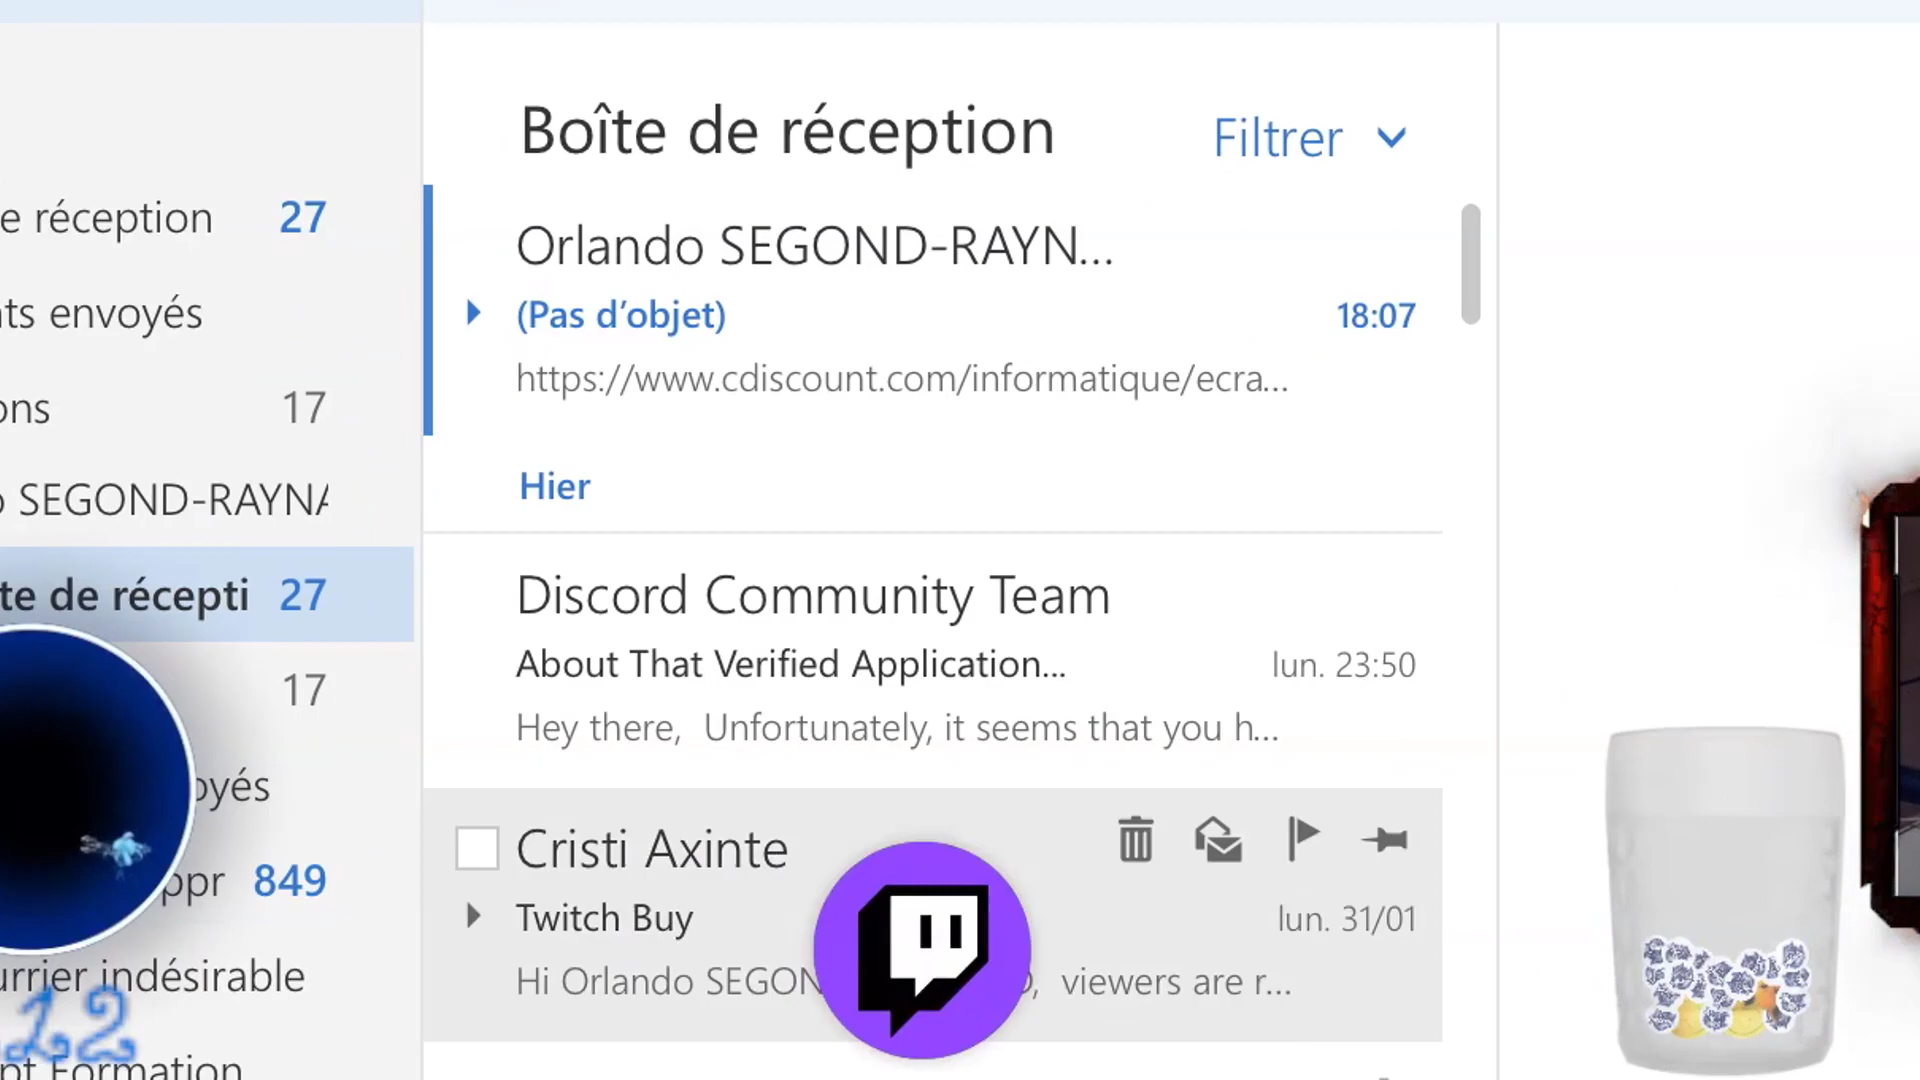 Boîte de réception
Filtrer
e réception 27
ts envoyés
ons 17
SEGOND-RAYNA
te de récepti 27
17
oyés
ppr 849
urrier indésirable
12
pt Formation
Orlando SEGOND-RAYN...
(Pas d’objet) 18:07
https://www.cdiscount.com/informatique/ecra...
Hier
Discord Community Team
About That Verified Application... lun. 23:50
Hey there, Unfortunately, it seems that you h...
Cristi Axinte
Twitch Buy lun. 31/01
Hi Orlando SEGON , viewers are r...